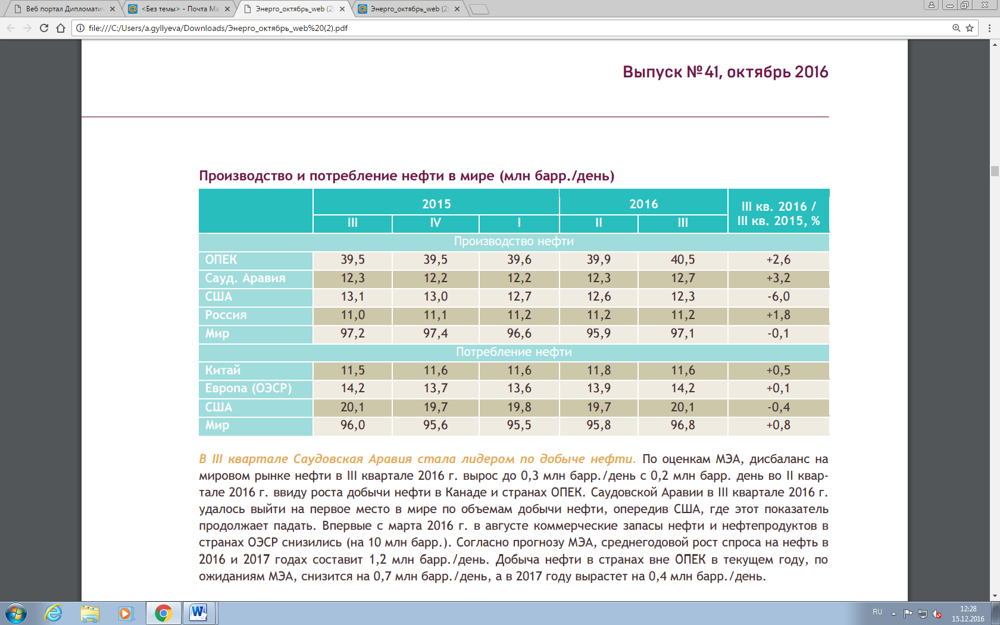 Веб портал Дипломатич
<Без темы> - Почта Ма
Энерго_октябрь_web (2)
Энерго_октябрь_web (2)
file:///C:/Users/a.gyllyeva/Downloads/Энерго_октябрь_web%20(2).pdf
Выпуск №41, октябрь 2016
Производство и потребление нефти в мире (млн барр./день)
2015 2016 III кв. 2016 / III кв. 2015, %
III IV I II III
Производство нефти
ОПЕК 39,5 39,5 39,6 39,9 40,5 +2,6
Сауд. Аравия 12,3 12,2 12,2 12,3 12,7 +3,2
США 13,1 13,0 12,7 12,6 12,3 -6,0
Россия 11,0 11,1 11,2 11,2 11,2 +1,8
Мир 97,2 97,4 96,6 95,9 97,1 -0,1
Потребление нефти
Китай 11,5 11,6 11,6 11,8 11,6 +0,5
Европа (ОЭСР) 14,2 13,7 13,6 13,9 14,2 +0,1
США 20,1 19,7 19,8 19,7 20,1 -0,4
Мир 96,0 95,6 95,5 95,8 96,8 +0,8
В III квартале Саудовская Аравия стала лидером по добыче нефти. По оценкам МЭА, дисбаланс на
мировом рынке нефти в III квартале 2016 г. вырос до 0,3 млн барр./день с 0,2 млн барр. день во II квар-
тале 2016 г. ввиду роста добычи нефти в Канаде и странах ОПЕК. Саудовской Аравии в III квартале 2016 г.
удалось выйти на первое место в мире по объемам добычи нефти, опередив США, где этот показатель
продолжает падать. Впервые с марта 2016 г. в августе коммерческие запасы нефти и нефтепродуктов в
странах ОЭСР снизились (на 10 млн барр.). Согласно прогнозу МЭА, среднегодовой рост спроса на нефть в
2016 и 2017 годах составит 1,2 млн барр./день. Добыча нефти в странах вне ОПЕК в текущем году, по
ожиданиям МЭА, снизится на 0,7 млн барр./день, а в 2017 году вырастет на 0,4 млн барр./день.
RU
12:28
15.12.2016